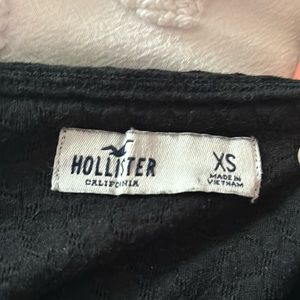 HOLLISTER
CALIFORNIA
XS
MADE IN
VIETNAM